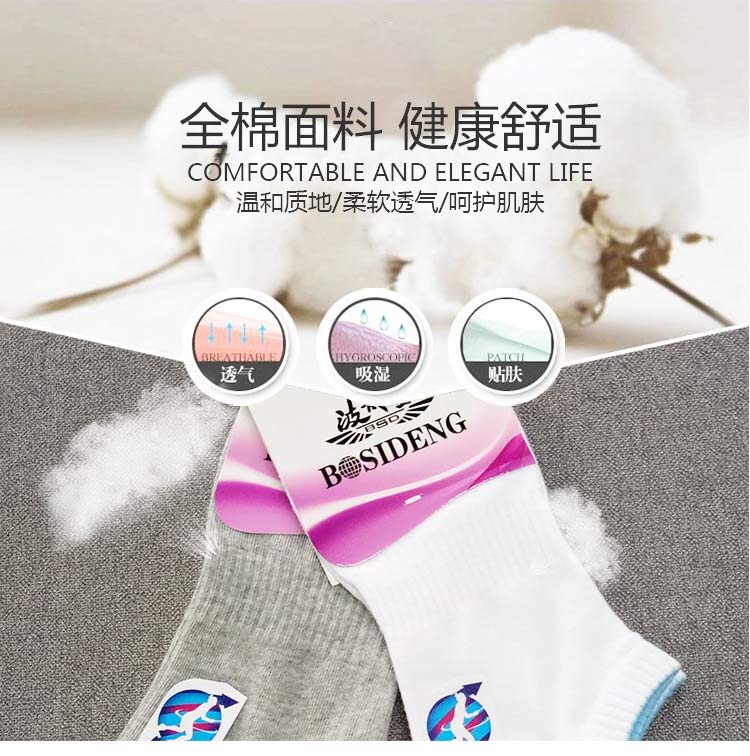 全棉面料 健康舒适
COMFORTABLE AND ELEGANT LIFE
温和质地/柔软透气/呵护肌肤
BREATHABLE
透气
HYGROSCOPIC
吸湿
PATCH
贴肤
波
BSD
BOSIDENG